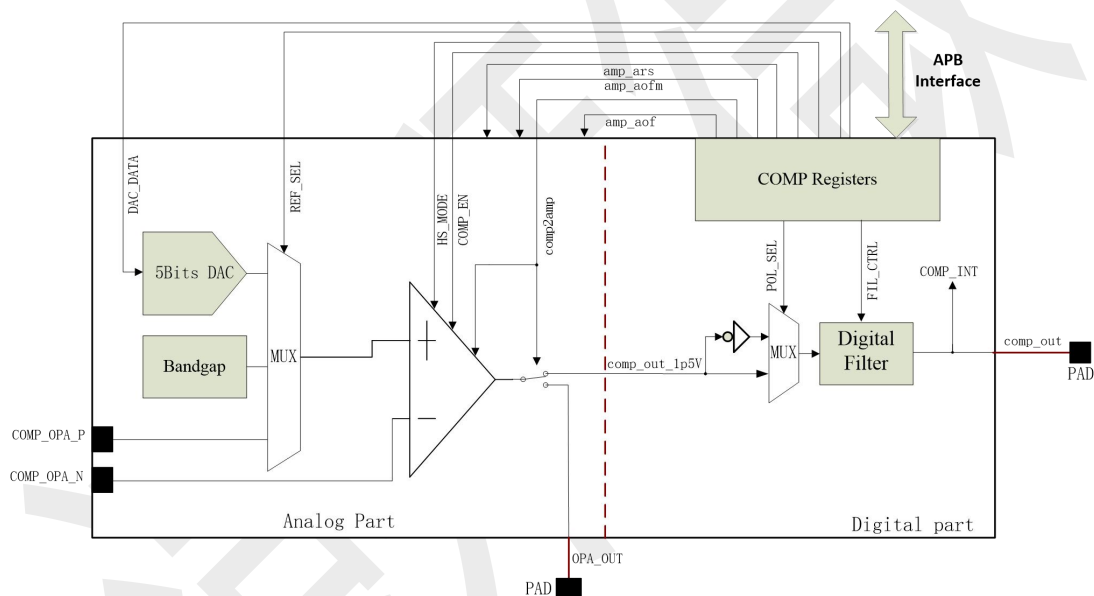 APB
Interface
amp_ars
amp_aofm
amp_aof
DAC_DATA
REF_SEL
HS_MODE
COMP_EN
comp2amp
COMP Registers
5Bits DAC
POL_SEL
FIL_CTRL
COMP_INT
Bandgap
MUX
MUX
Digital
Filter
comp_out_1p5V
comp_out
PAD
COMP_OPA_P
COMP_OPA_N
Analog Part
Digital part
OPA_OUT
PAD